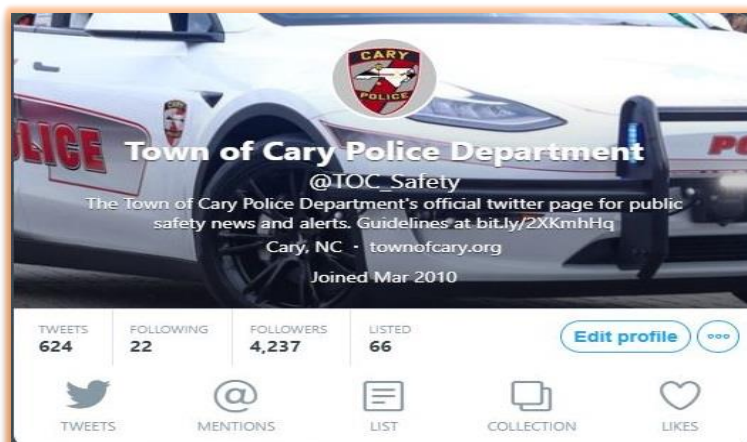 CARY
POLICE
LICE
PO
Town of Cary Police Department
@TOC_Safety
The Town of Cary Police Department's official twitter page for public
safety news and alerts. Guidelines at bit.ly/2XKmhHq
Cary, NC · townofcary.org
Joined Mar 2010
TWEETS FOLLOWING FOLLOWERS LISTED
624 22 4,237 66
Edit profile
TWEETS MENTIONS LIST COLLECTION LIKES